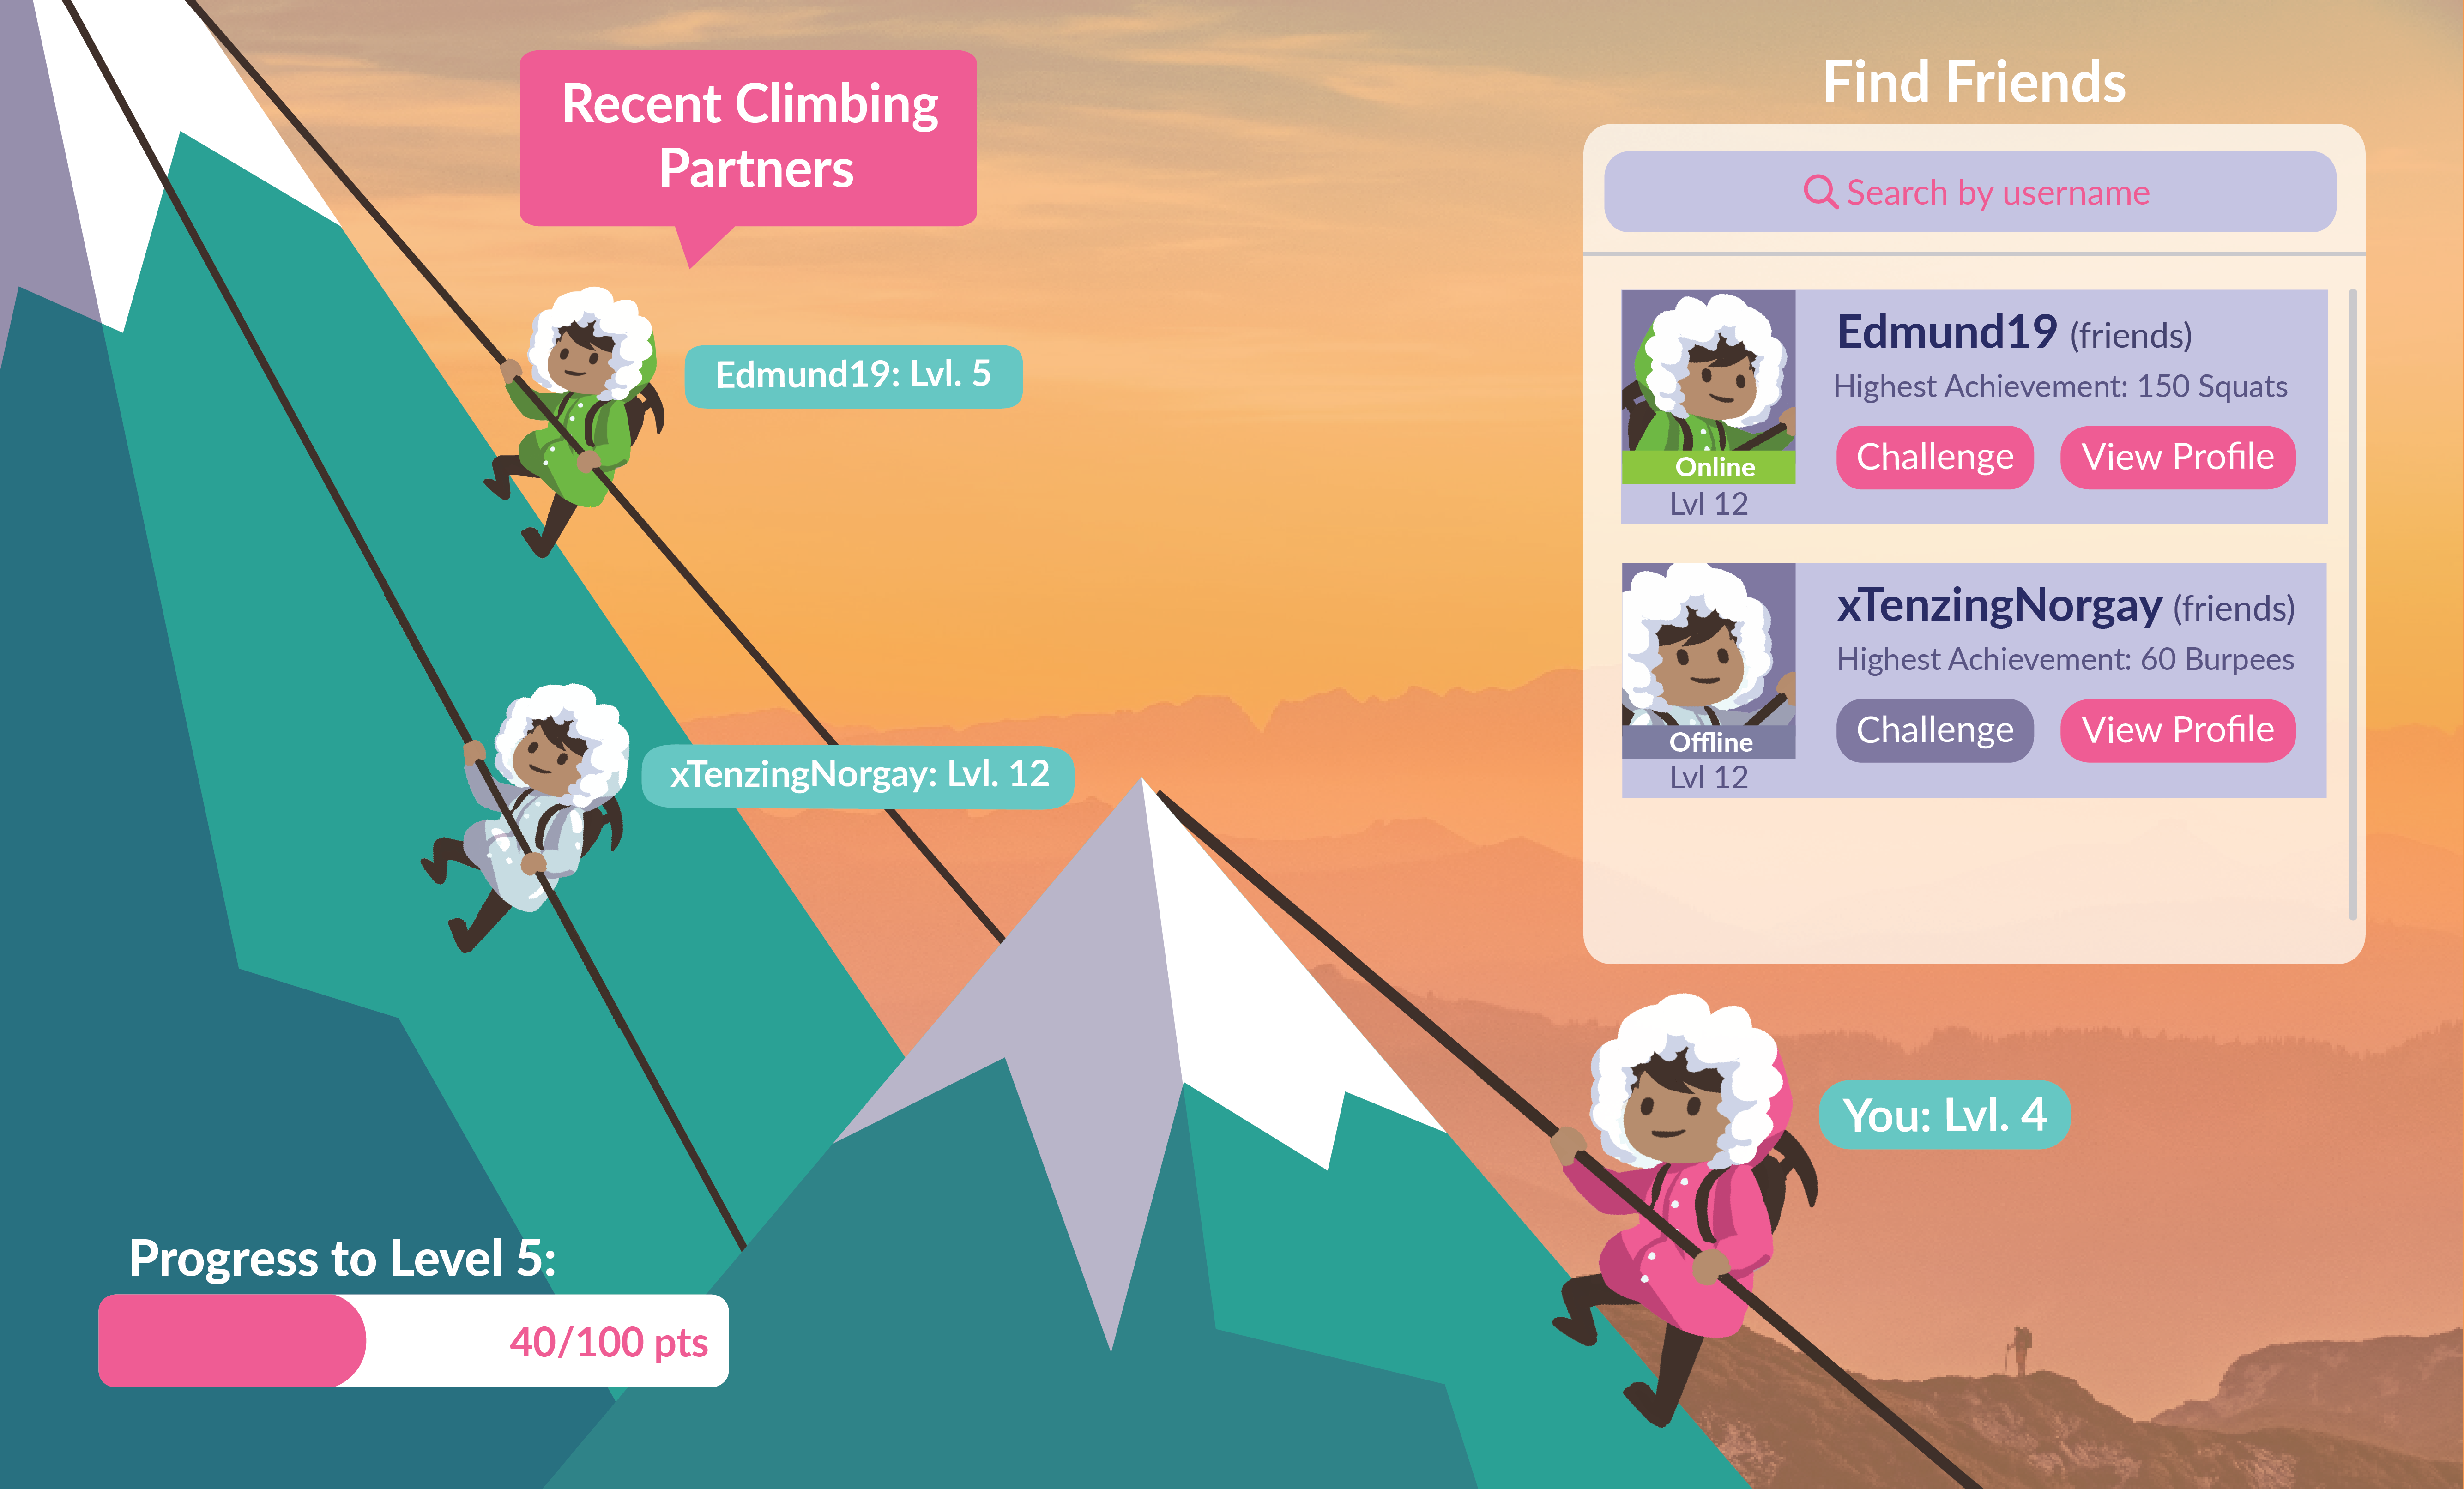 Recent Climbing
Partners
Edmund19: Lvl. 5
xTenzingNorgay: Lvl. 12
Progress to Level 5:
40/100 pts
Find Friends
Search by username
Edmund19 (friends)
Highest Achievement: 150 Squats
Challenge View Profile
Online
Lvl 12
xTenzingNorgay (friends)
Highest Achievement: 60 Burpees
Challenge View Profile
Offline
Lvl 12
You: Lvl. 4